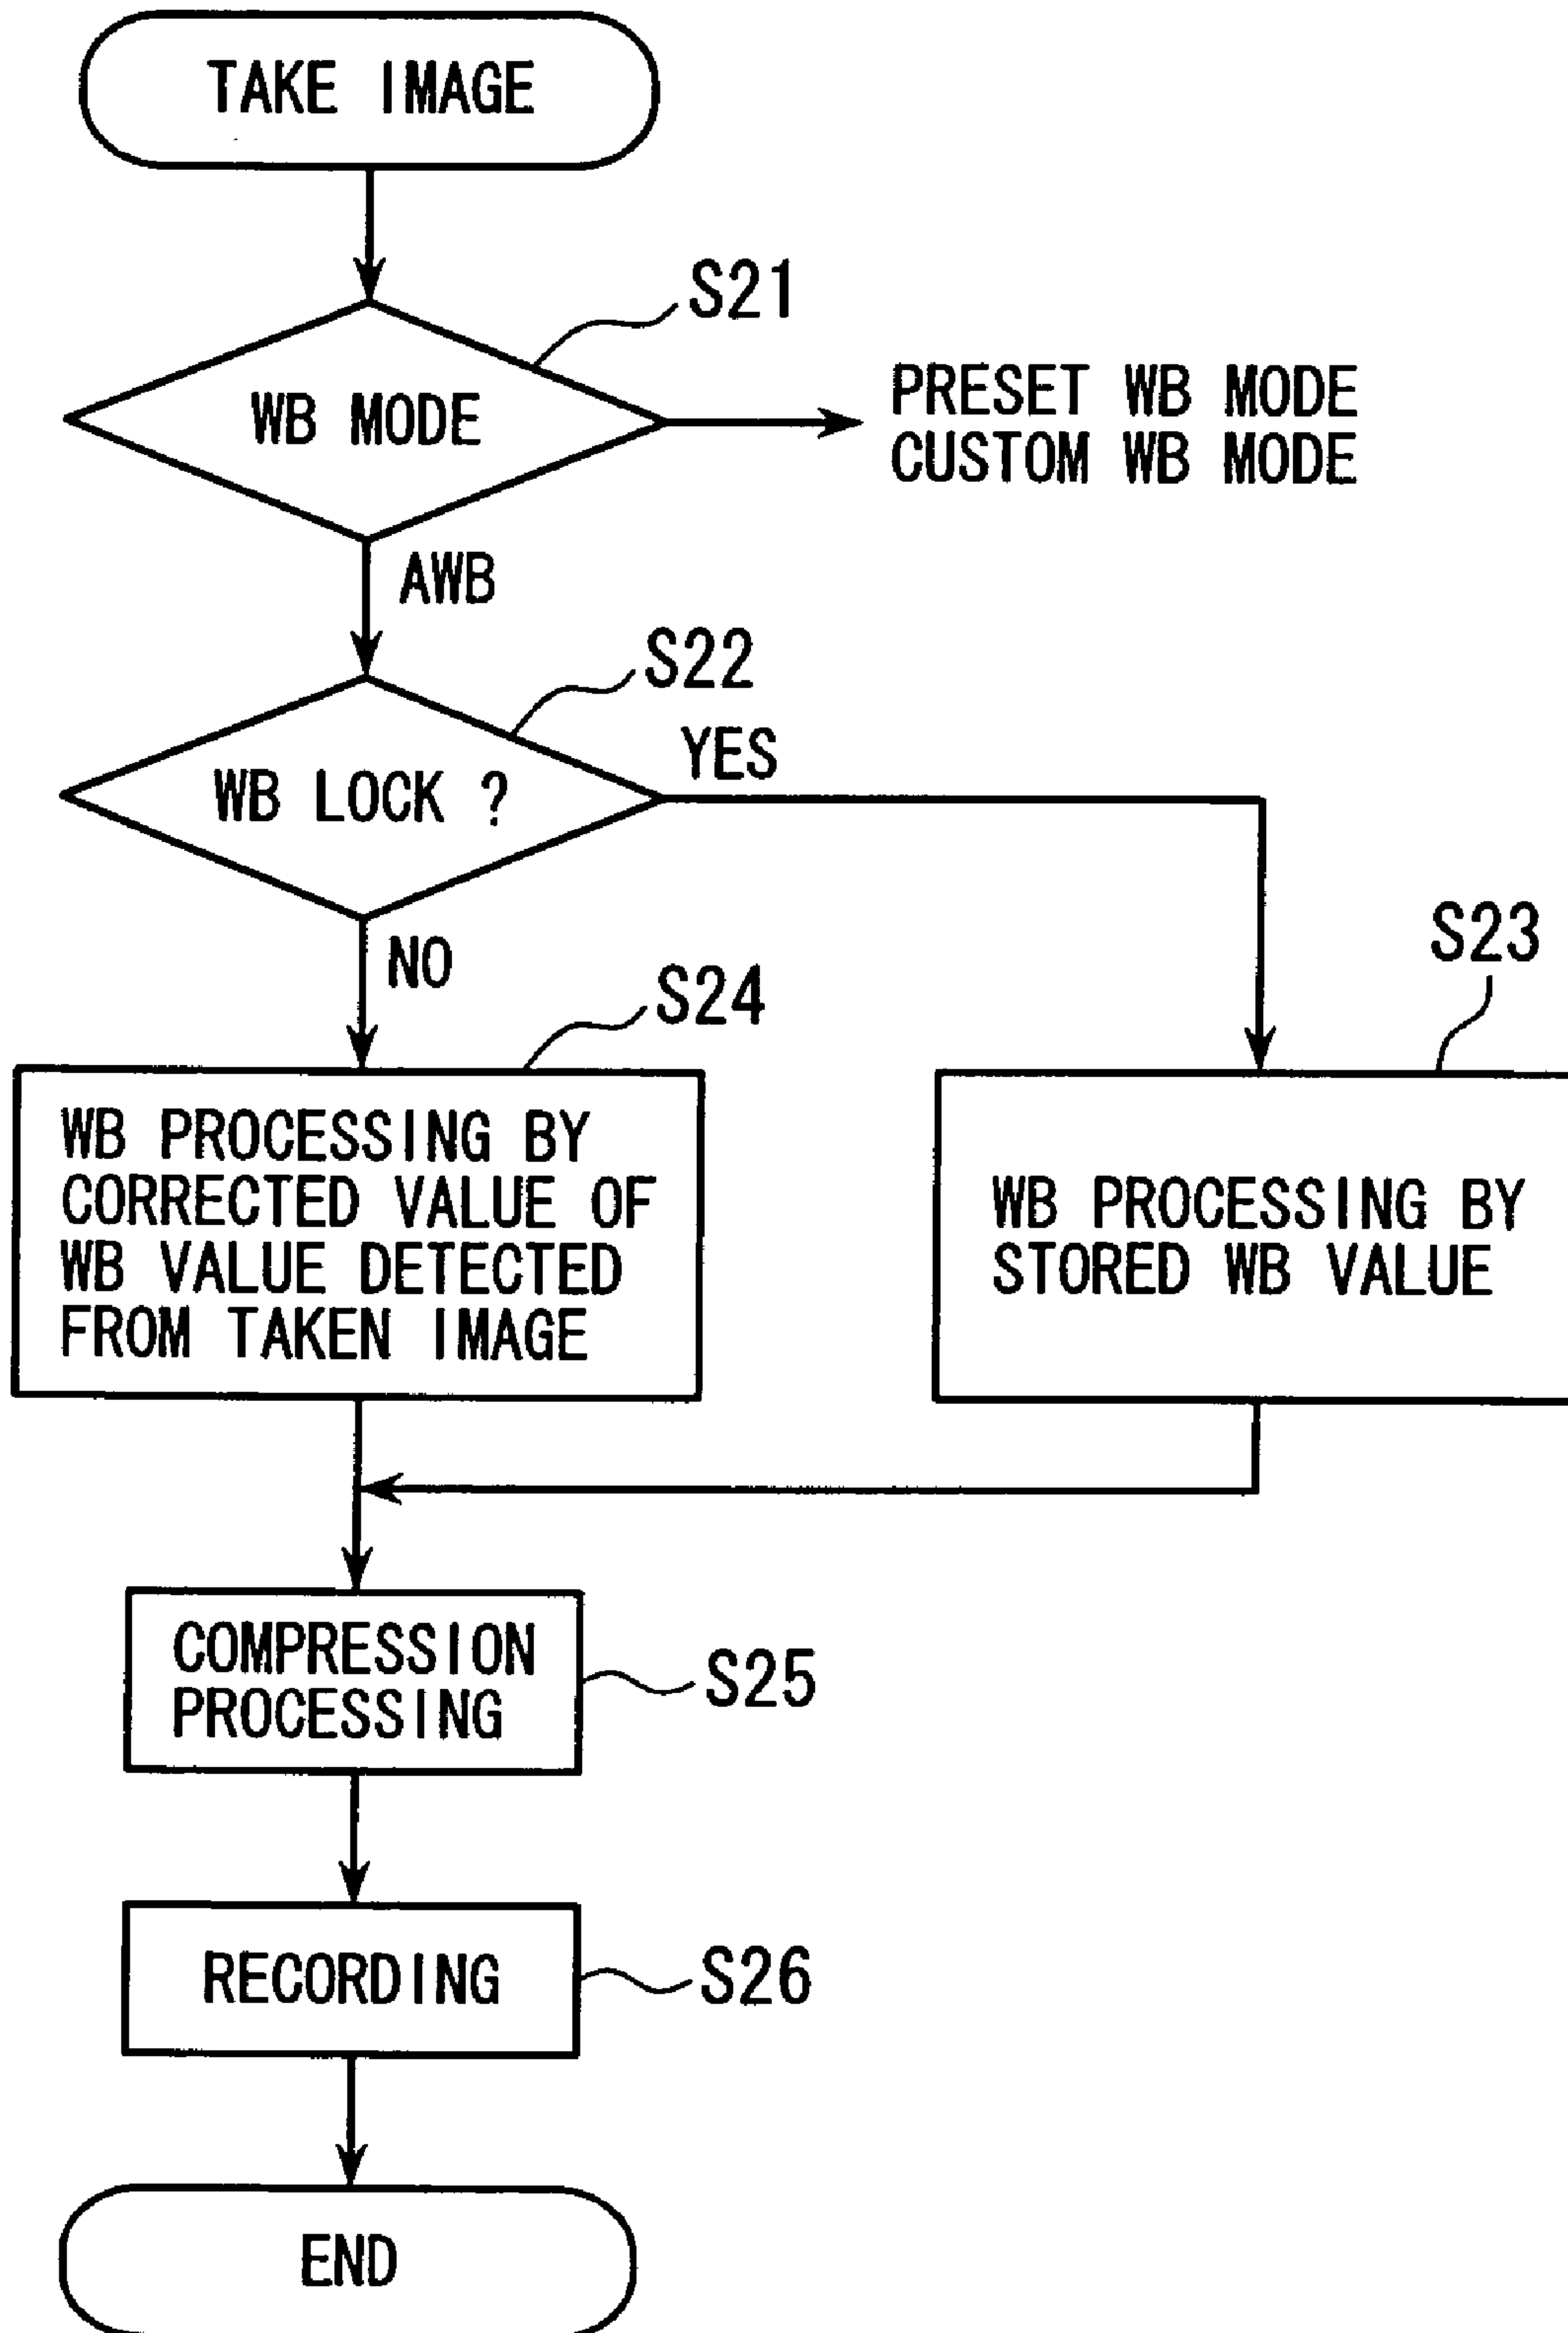 TAKE IMAGE
S21
WB MODE
PRESET WB MODE
CUSTOM WB MODE
AWB
S22
WB LOCK ?
YES
NO
S23
S24
WB PROCESSING BY
CORRECTED VALUE OF
WB VALUE DETECTED
FROM TAKEN IMAGE
WB PROCESSING BY
STORED WB VALUE
COMPRESSION
PROCESSING
S25
RECORDING
S26
END